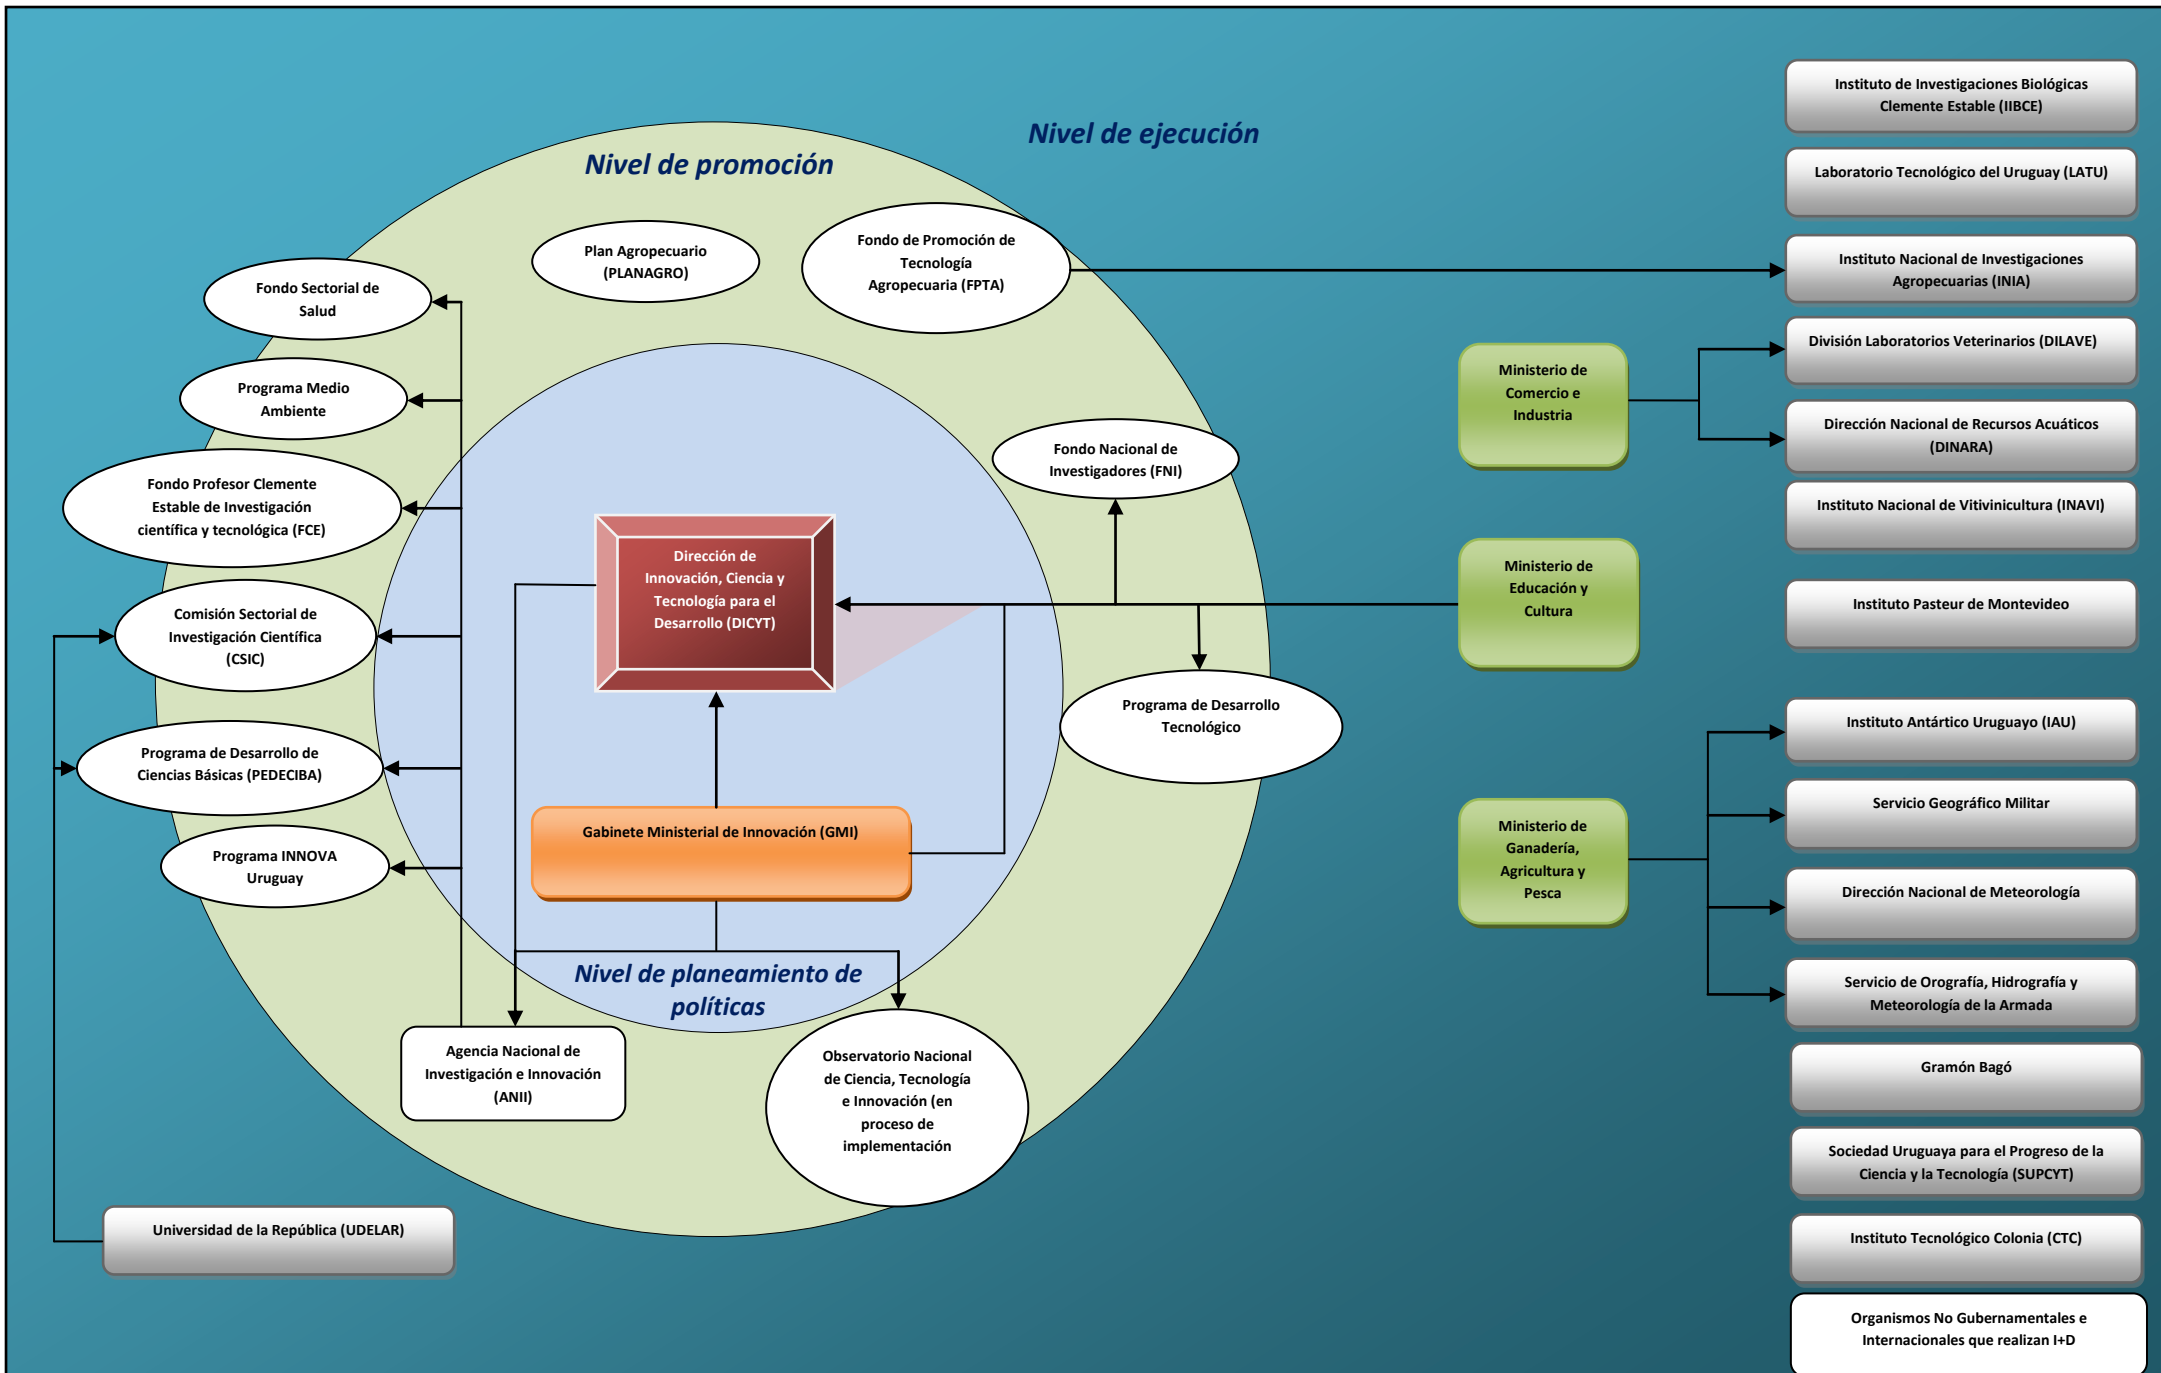 Nivel de ejecución
Nivel de promoción
Plan Agropecuario
(PLANAGRO)
Fondo de Promoción de
Tecnología
Agropecuaria (FPTA)
Fondo Sectorial de
Salud
Programa Medio
Ambiente
Fondo Profesor Clemente
Estable de Investigación
científica y tecnológica (FCE)
Comisión Sectorial de
Investigación Científica
(CSIC)
Programa de Desarrollo de
Ciencias Básicas (PEDECIBA)
Programa INNOVA
Uruguay
Dirección de
Innovación, Ciencia y
Tecnología para el
Desarrollo (DICYT)
Gabinete Ministerial de Innovación (GMI)
Nivel de planeamiento de
políticas
Agencia Nacional de
Investigación e Innovación
(ANII)
Observatorio Nacional
de Ciencia, Tecnología
e Innovación (en
proceso de
implementación
Universidad de la República (UDELAR)
Fondo Nacional de
Investigadores (FNI)
Programa de Desarrollo
Tecnológico
Ministerio de
Comercio e
Industria
Ministerio de
Educación y
Cultura
Ministerio de
Ganadería,
Agricultura y
Pesca
Instituto de Investigaciones Biológicas
Clemente Estable (IIBCE)
Laboratorio Tecnológico del Uruguay (LATU)
Instituto Nacional de Investigaciones
Agropecuarias (INIA)
División Laboratorios Veterinarios (DILAVE)
Dirección Nacional de Recursos Acuáticos
(DINARA)
Instituto Nacional de Vitivinicultura (INAVI)
Instituto Pasteur de Montevideo
Instituto Antártico Uruguayo (IAU)
Servicio Geográfico Militar
Dirección Nacional de Meteorología
Servicio de Orografía, Hidrografía y
Meteorología de la Armada
Gramón Bagó
Sociedad Uruguaya para el Progreso de la
Ciencia y la Tecnología (SUPCYT)
Instituto Tecnológico Colonia (CTC)
Organismos No Gubernamentales e
Internacionales que realizan I+D